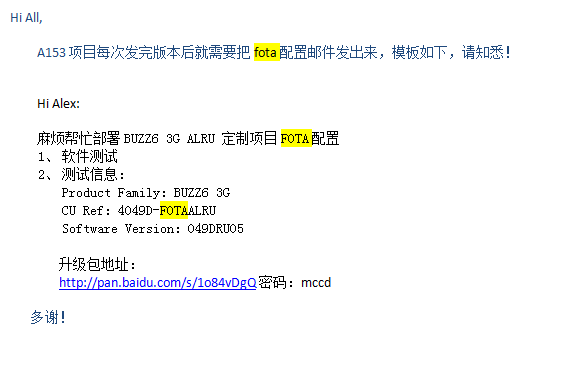 Hi All,
A153 项目每次发完版本后就需要把 fota 配置邮件发出来，模板如下，请知悉！
Hi Alex:
麻烦帮忙部署 BUZZ6 3G ALRU 定制项目 FOTA 配置
1、 软件测试
2、 测试信息：
Product Family: BUZZ6 3G
CU Ref: 4049D-FOTAALRU
Software Version: 049DRU05
升级包地址：
http://pan.baidu.com/s/1o84vDgQ 密码：mccd
多谢！